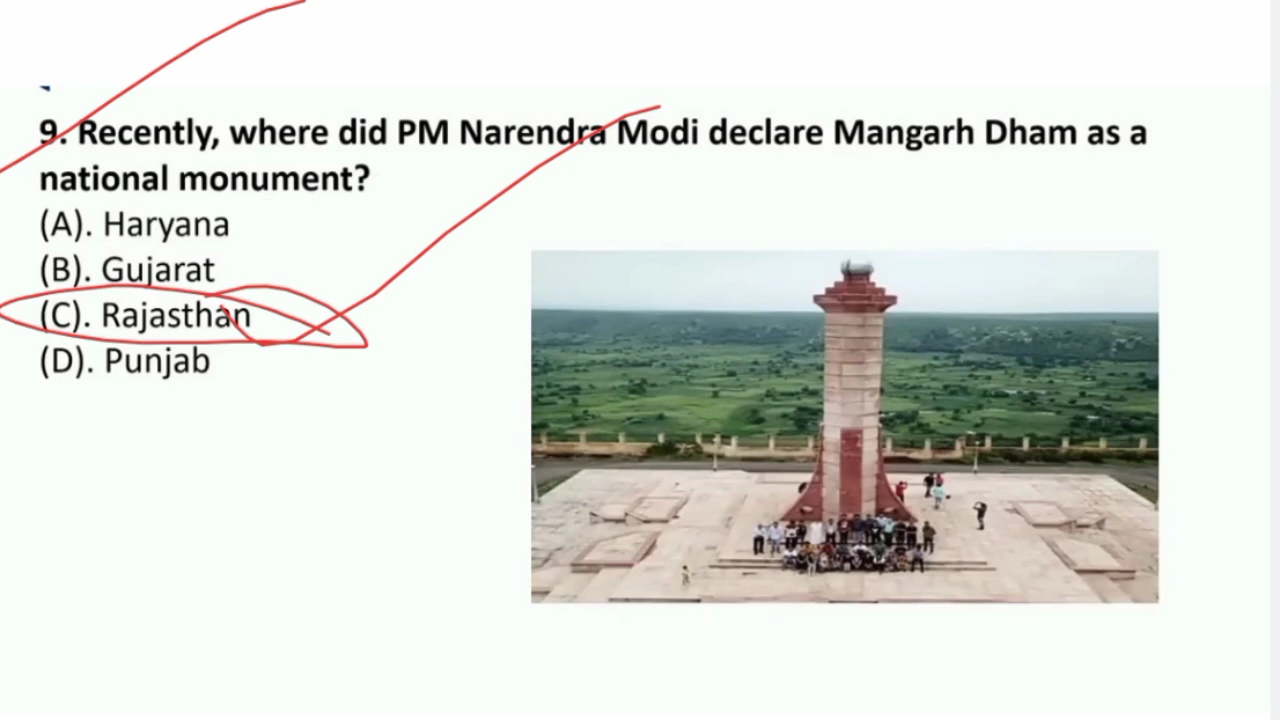 9. Recently, where did PM Narendra Modi declare Mangarh Dham as a
national monument?
(A). Haryana
(B). Gujarat
(C). Rajasthan
(D). Punjab